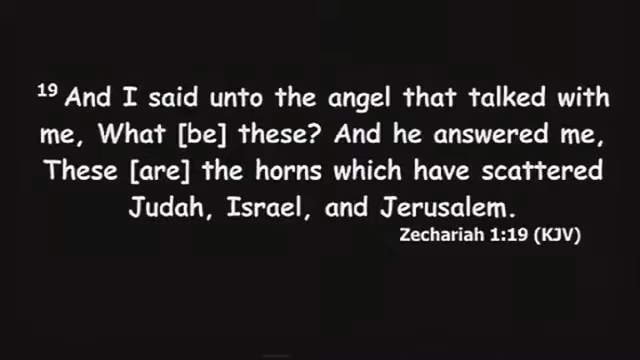 19 And I said unto the angel that talked with
me, What [be] these? And he answered me,
These [are] the horns which have scattered
Judah, Israel, and Jerusalem.
Zechariah 1:19 (KJV)